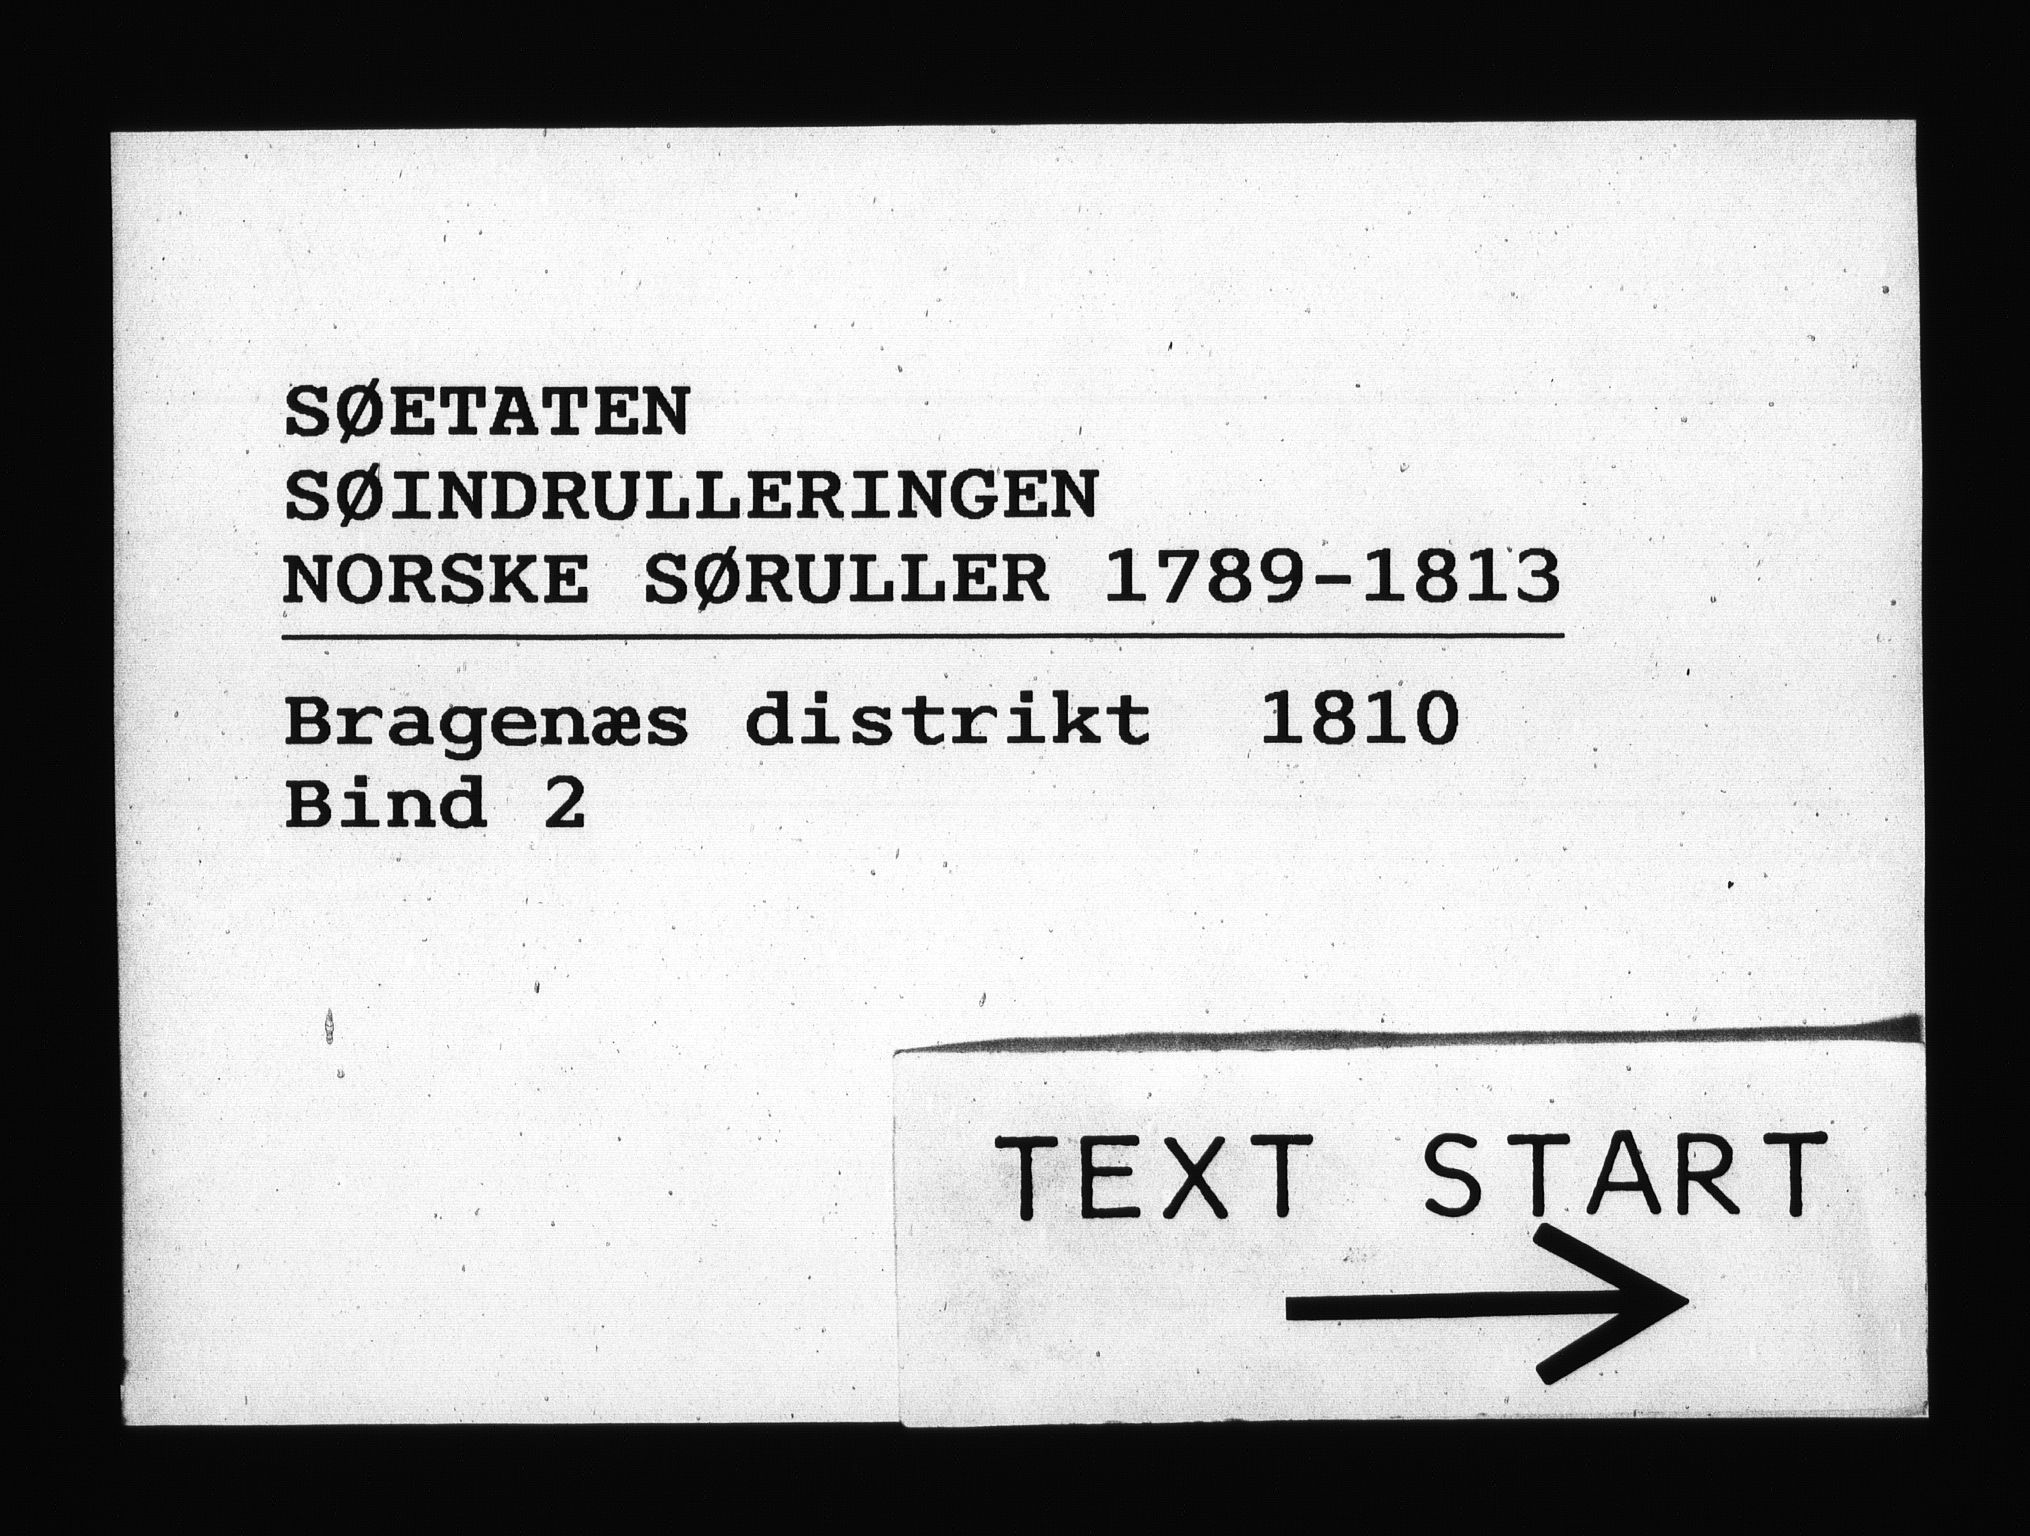 SØETATEN
SØINDRULLERINGEN
NORSKE SØRULLER 1789-1813
Bragenæs distrikt 1810
Bind 2
TEXT START